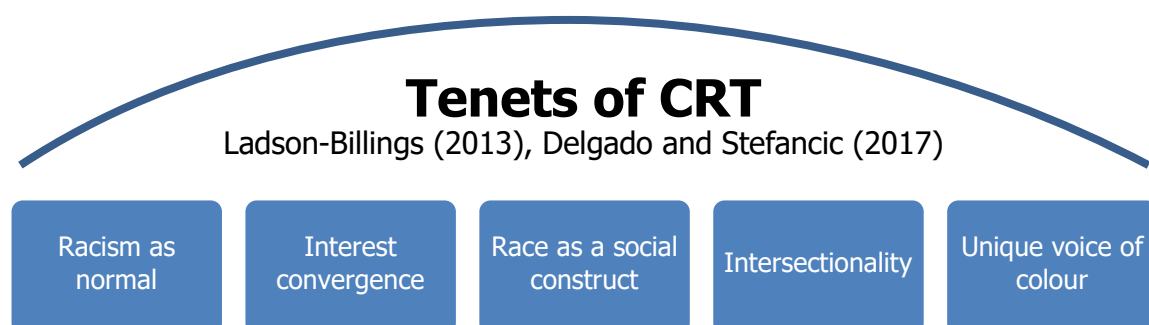 Tenets of CRT
Ladson-Billings (2013), Delgado and Stefancic (2017)
Racism as
normal
Interest
convergence
Race as a social
construct
Intersectionality
Unique voice of
colour